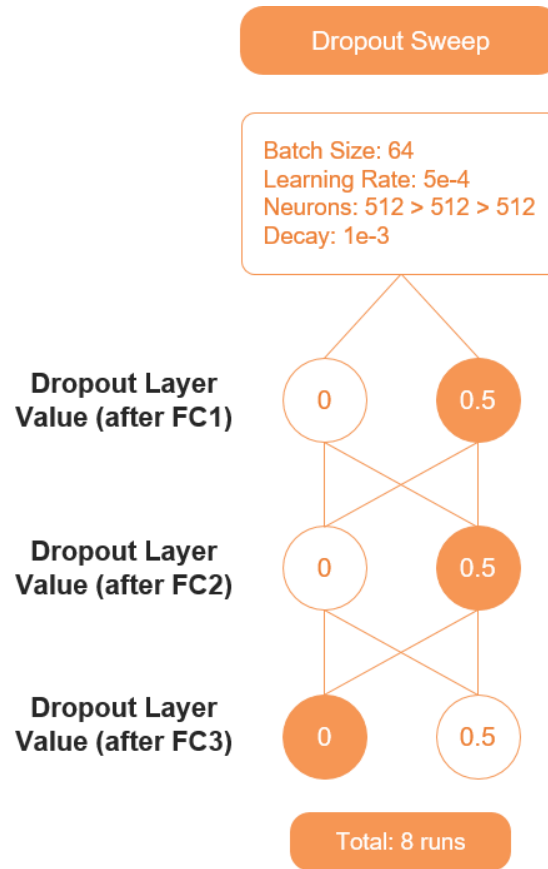 Dropout Sweep
Batch Size: 64
Learning Rate: 5e-4
Neurons: 512 > 512 > 512
Decay: 1e-3
Dropout Layer
Value (after FC1)
0
0.5
Dropout Layer
Value (after FC2)
0
0.5
Dropout Layer
Value (after FC3)
0
0.5
Total: 8 runs